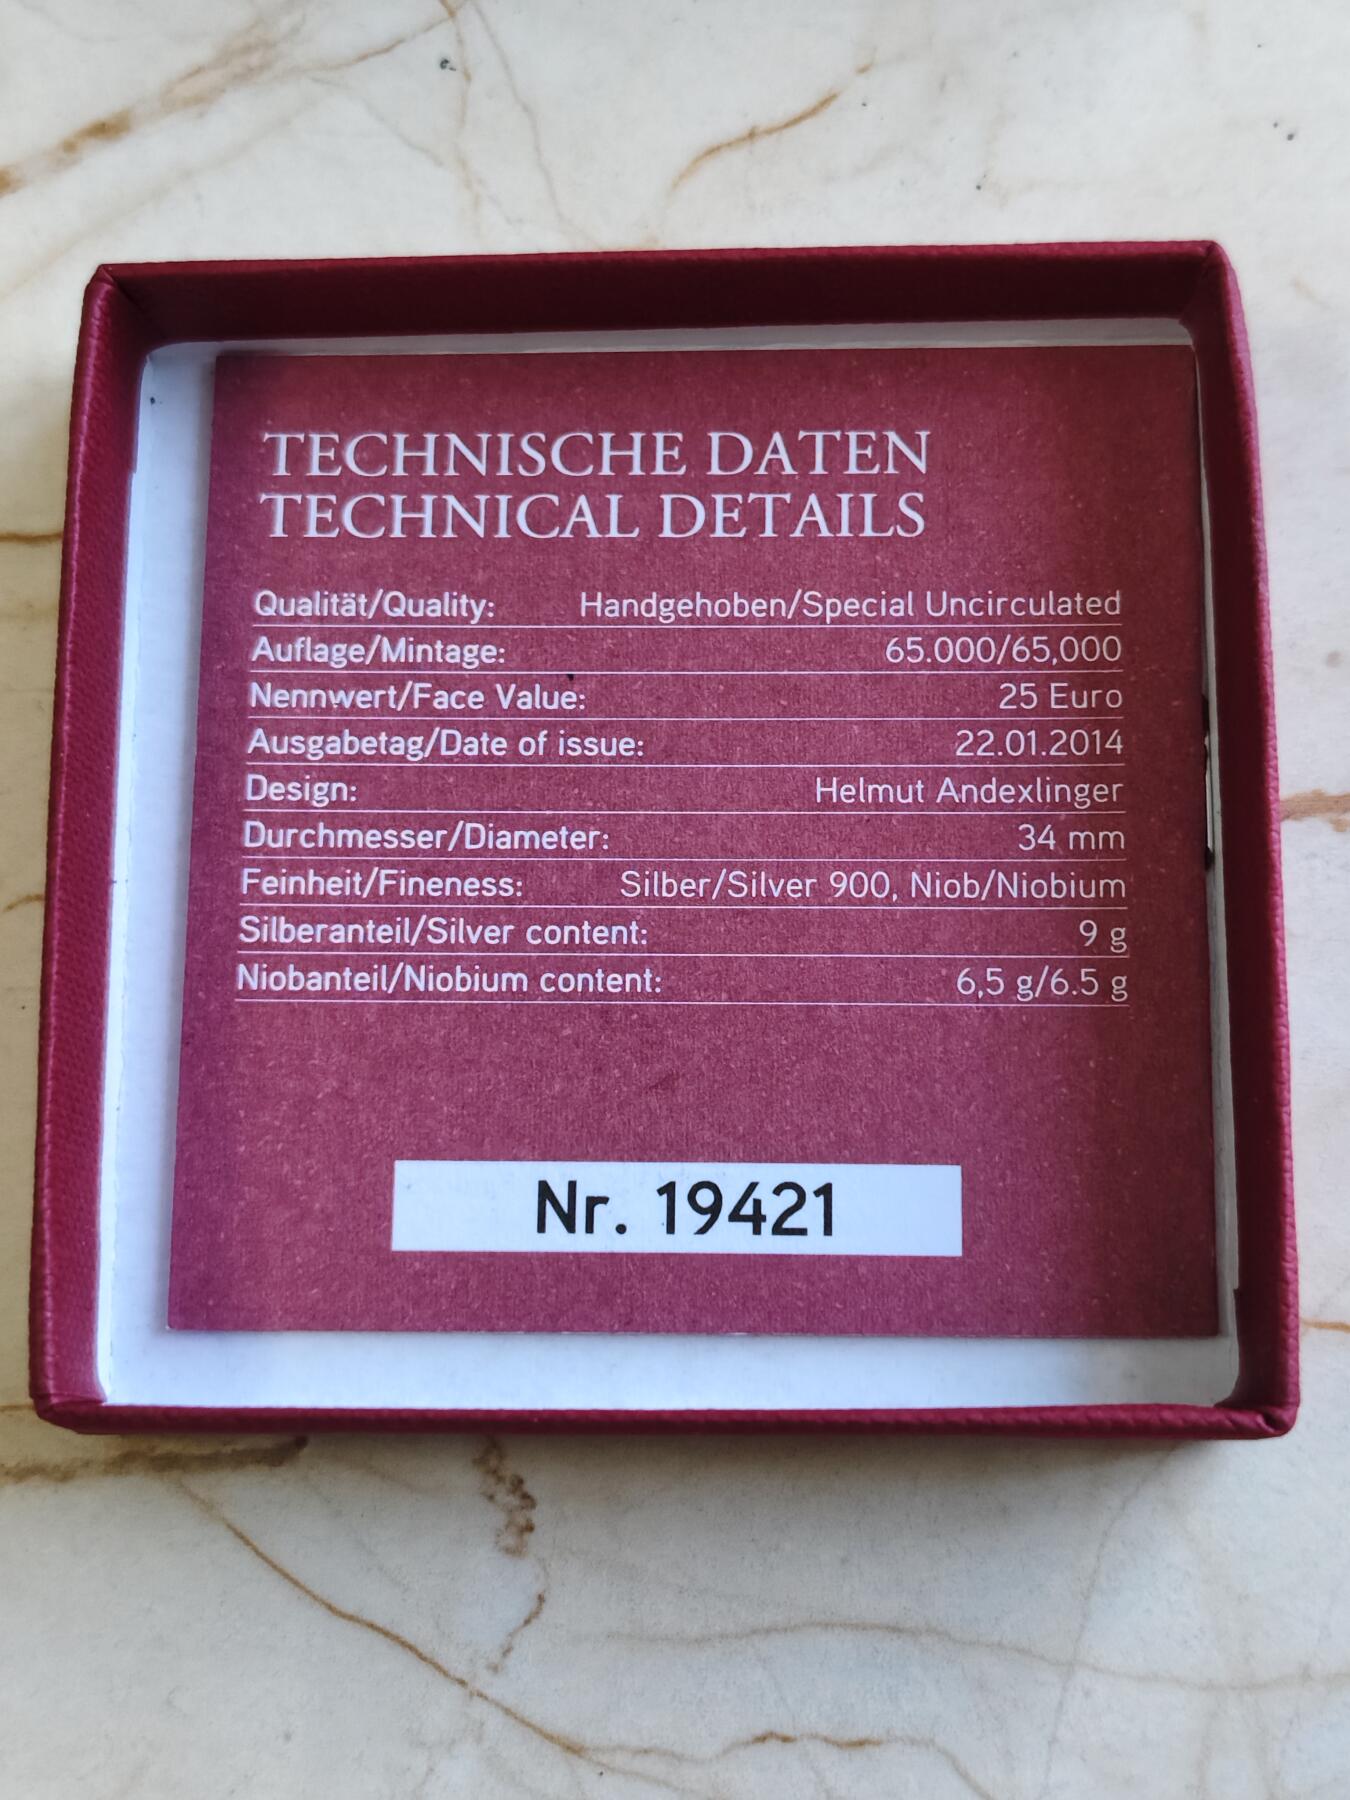 TECHNISCHE DATEN
TECHNICAL DETAILS
Qualität/Quality: Handgehoben/Special Uncirculated
Auflage/Mintage: 65.000/65,000
Nennwert/Face Value: 25 Euro
Ausgabetag/Date of issue: 22.01.2014
Design: Helmut Andexlinger
Durchmesser/Diameter: 34 mm
Feinheit/Fineness: Silber/Silver 900, Niob/Niobium
Silberanteil/Silver content: 9 g
Niobanteil/Niobium content: 6,5 g/6.5 g
Nr. 19421